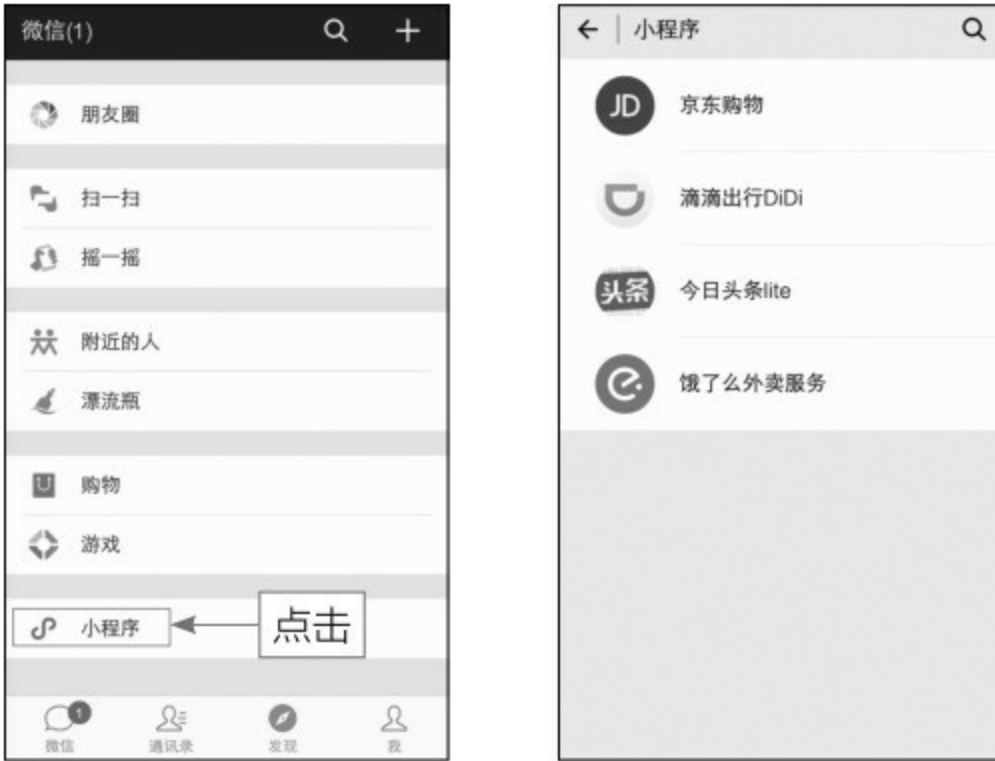 微信(1)
朋友圈
扫一扫
摇一摇
附近的人
漂流瓶
购物
游戏
小程序
点击
1
微信
通讯录
发现
我
小程序
JD
京东购物
滴滴出行DiDi
头条
今日头条lite
饿了么外卖服务